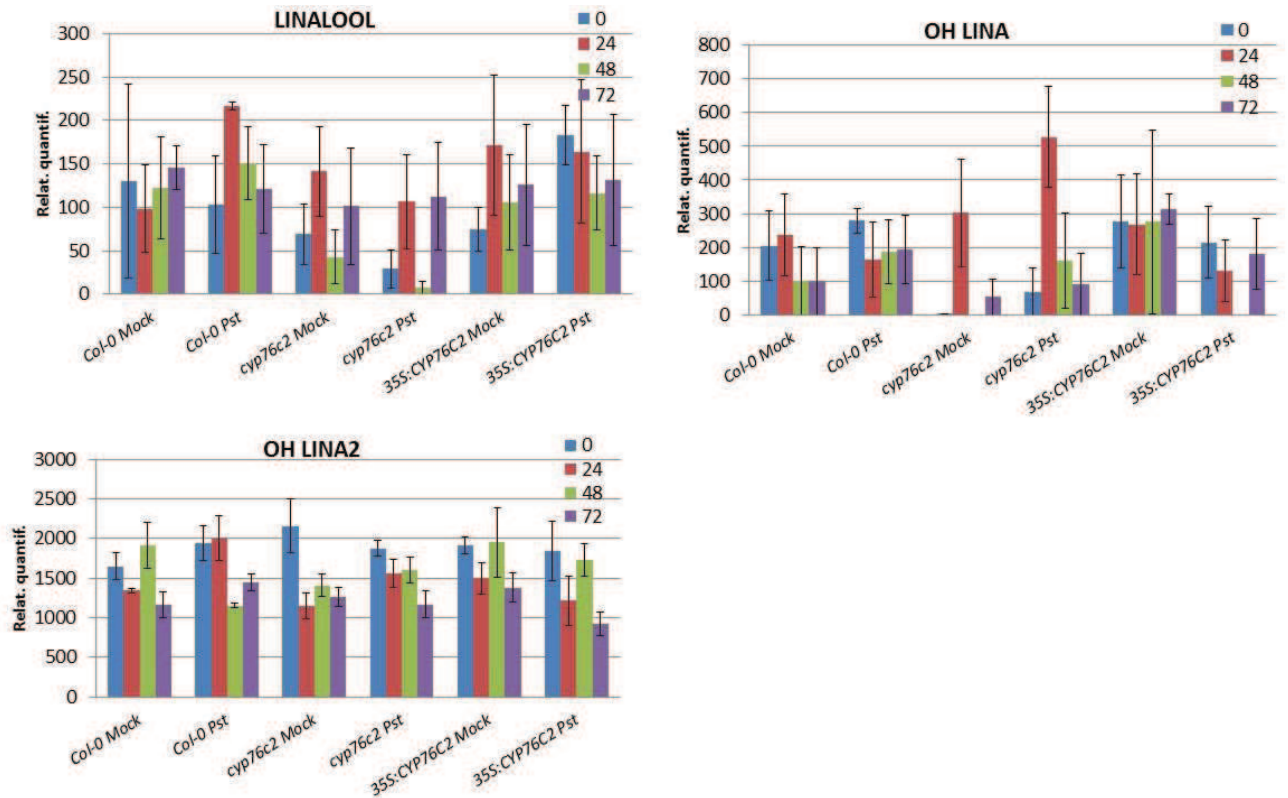 LINALOOL
0
24
48
72
Relat. quantif.
300
250
200
150
100
50
0
Col-0 Mock
Col-0 Pst
cyp76c2 Mock
cyp76c2 Pst
35S:CYP76C2 Mock
35S:CYP76C2 Pst
OH LINA
0
24
48
72
Relat. quantif.
800
700
600
500
400
300
200
100
0
Col-0 Mock
Col-0 Pst
cyp76c2 Mock
cyp76c2 Pst
35S:CYP76C2 Mock
35S:CYP76C2 Pst
OH LINA2
0
24
48
72
Relat. quantif.
3000
2500
2000
1500
1000
500
0
Col-0 Mock
Col-0 Pst
cyp76c2 Mock
cyp76c2 Pst
35S:CYP76C2 Mock
35S:CYP76C2 Pst